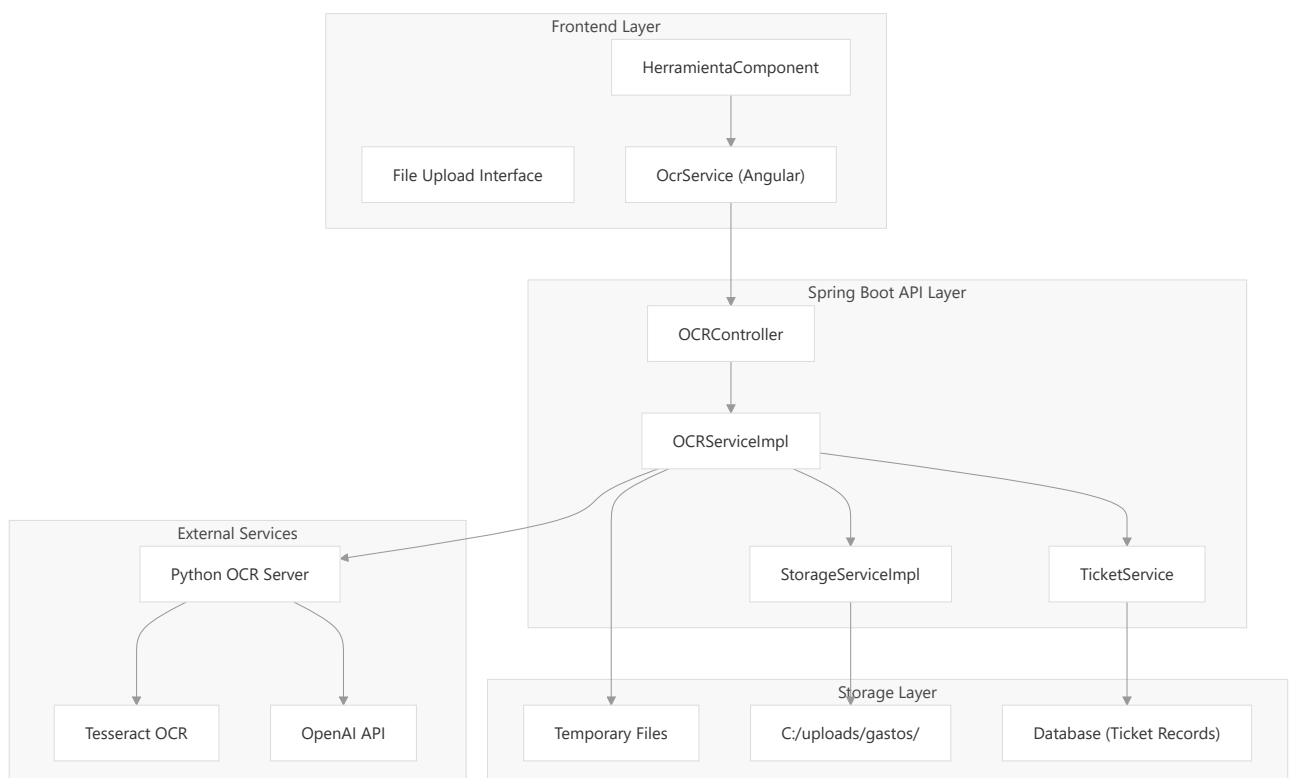 Frontend Layer
HerramientaComponent
File Upload Interface
OcrService (Angular)
Spring Boot API Layer
OCRController
OCRServiceImpl
External Services
Python OCR Server
StorageServiceImpl
TicketService
Storage Layer
Tesseract OCR
OpenAI API
Temporary Files
C:/uploads/gastos/
Database (Ticket Records)